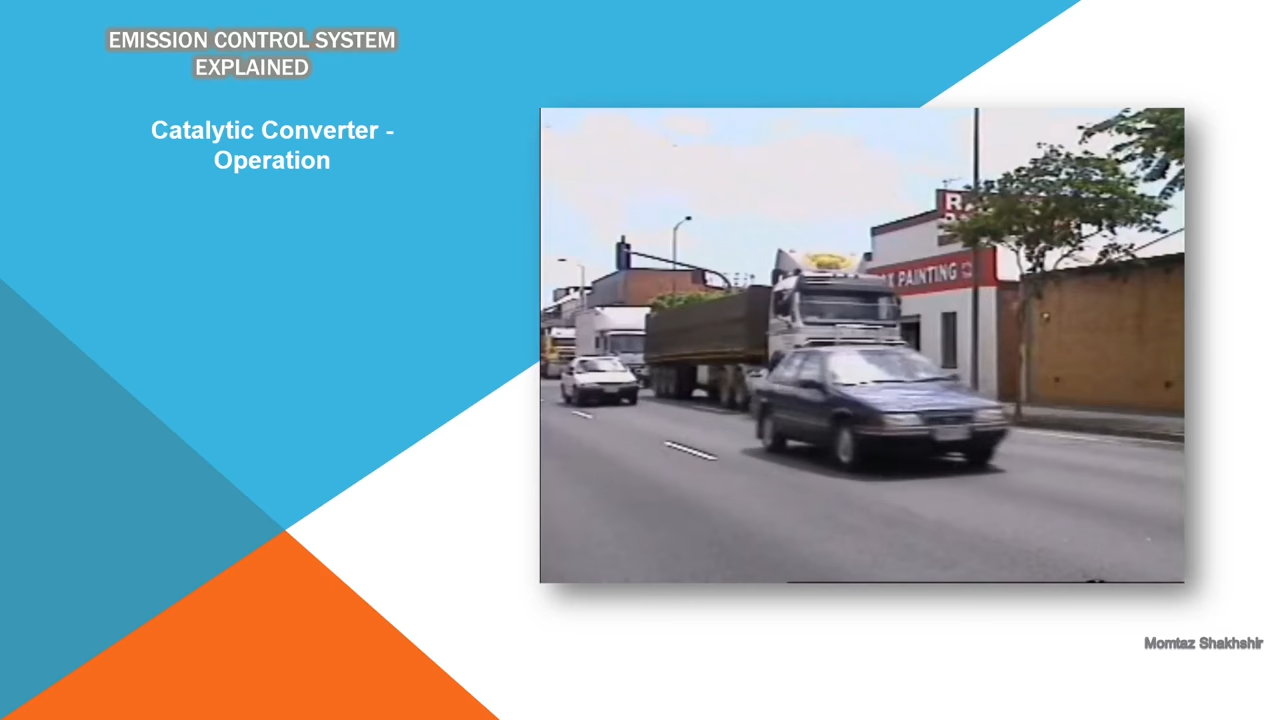 EMISSION CONTROL SYSTEM
EXPLAINED
Catalytic Converter -
Operation
PAINTING
Momtaz Shakhshir